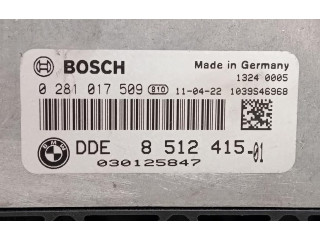 BOSCH
Made in Germany
1324 0005
0 281 017 509 810 11-04-22 1039S46968
BMW
DDE 8 512 415-01
030125847